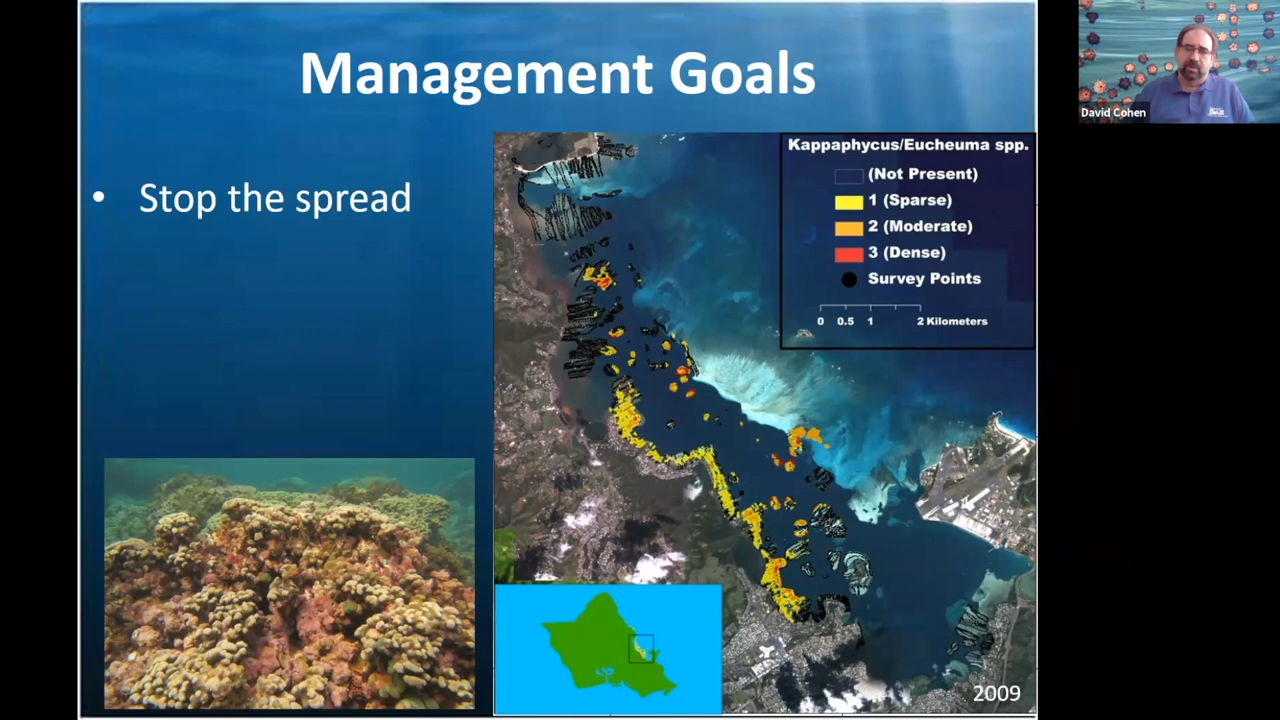 Management Goals
• Stop the spread
Kappaphycus/Eucheuma spp.
(Not Present)
1 (Sparse)
2 (Moderate)
3 (Dense)
Survey Points
0 0.5 1 2 Kilometers
2009
David Cohen